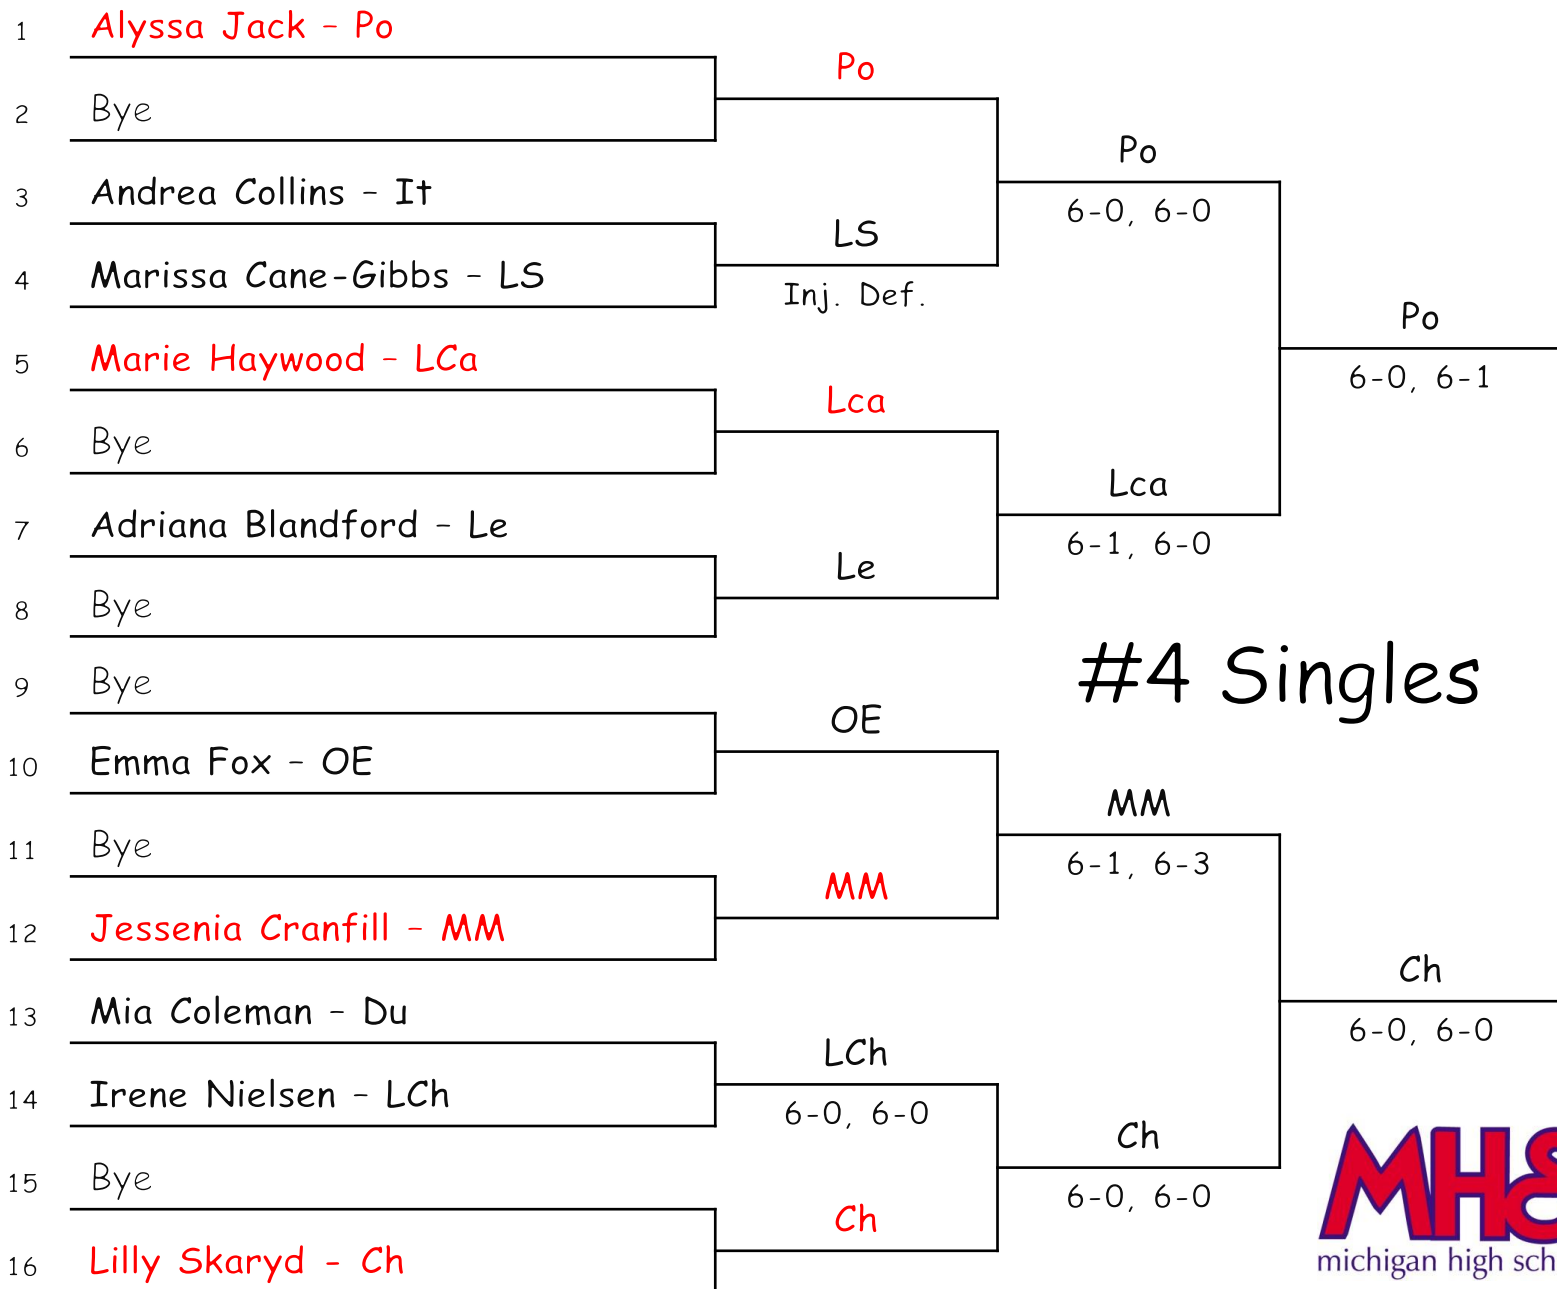 1 Alyssa Jack - Po
Po
2 Bye
Po
6-0, 6-0
3 Andrea Collins - It
LS
Inj. Def.
4 Marissa Cane-Gibbs - LS
Po
6-0, 6-1
5 Marie Haywood - LCa
Lca
6 Bye
Lca
6-1, 6-0
7 Adriana Blandford - Le
Le
8 Bye
#4 Singles
9 Bye
OE
10 Emma Fox - OE
MM
6-1, 6-3
11 Bye
MM
12 Jessenia Cranfill - MM
Ch
6-0, 6-0
13 Mia Coleman - Du
LCh
6-0, 6-0
14 Irene Nielsen - LCh
Ch
6-0, 6-0
15 Bye
Ch
16 Lilly Skaryd - Ch
michigan high sch